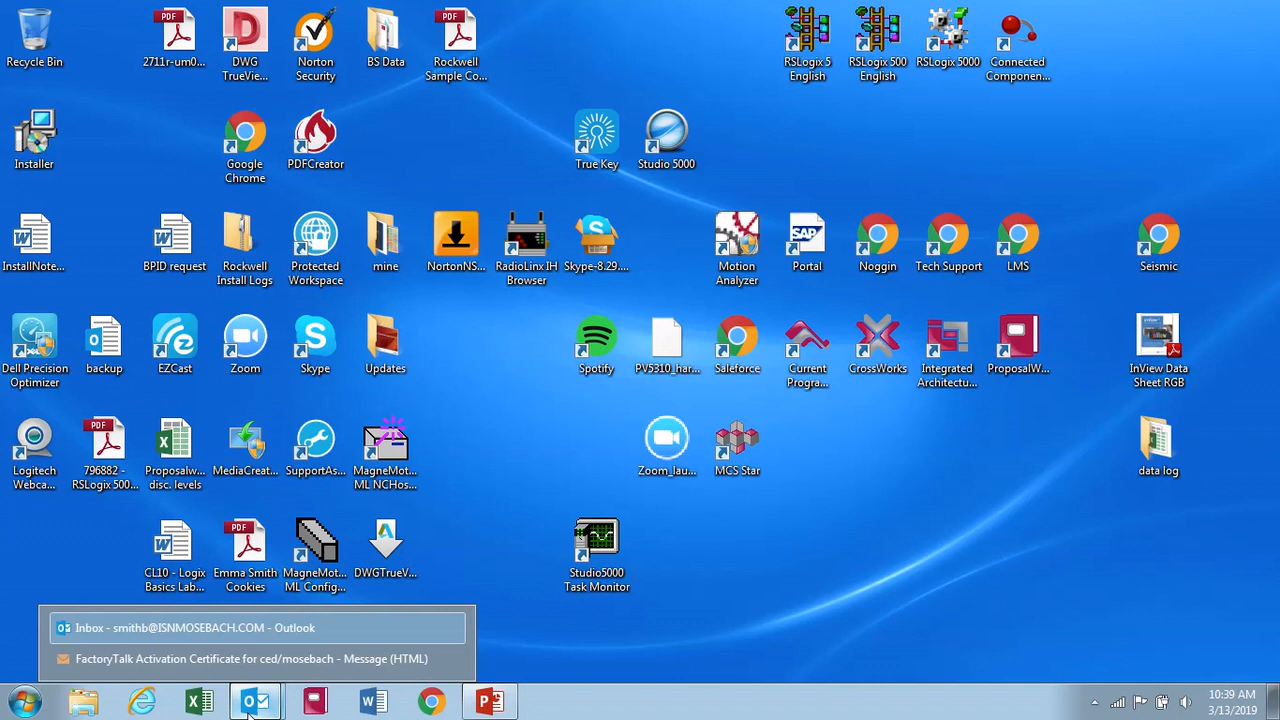 Recycle Bin
PDF
2711r-um0...
DWG
TrueVie...
Norton
Security
BS Data
PDF
Rockwell
Sample Co...
RSLogix 5
English
RSLogix 500
English
RSLogix 5000
Connected
Componen...
Installer
Google
Chrome
PDFCreator
True Key
Studio 5000
InstallNote...
BPID request
Rockwell
Install Logs
Protected
Workspace
mine
NortonNS...
RadioLinx IH
Browser
Skype-8.29....
Motion
Analyzer
SAP
Portal
Noggin
Tech Support
LMS
Seismic
Dell Precision
Optimizer
backup
EZCast
Zoom
Skype
Updates
Spotify
PV5310_har...
Saleforce
Current
Progra...
CrossWorks
Integrated
Architectu...
ProposalW...
InView Data
Sheet RGB
Logitech
Webca...
PDF
796882 -
RSLogix 500...
Proposalw...
disc. levels
MediaCreat...
SupportAs...
MagneMot...
ML NCHos...
Zoom_lau...
MCS Star
data log
CL10 - Logix
Basics Lab...
PDF
Emma Smith
Cookies
MagneMot...
ML Config...
DWGTrueV...
Studio5000
Task Monitor
Inbox - smithb@ISNMOSEBACH.COM - Outlook
FactoryTalk Activation Certificate for ced/mosebach - Message (HTML)
10:39 AM
3/13/2019